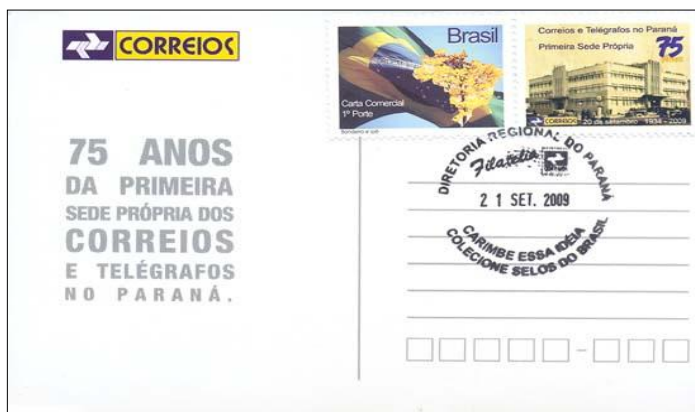 CORREIOS
75 ANOS
DA PRIMEIRA
SEDE PRÓPRIA DOS
CORREIOS
E TELÉGRAFOS
NO PARANÁ.
Brasil
Carta Comercial
1º Porte
Correios e Telégrafos no Paraná
Primeira Sede Própria
75
CORREIOS
20 de setembro 1934 - 2009
DIRETORIA REGIONAL DO PARANÁ
Filatelia
2 1 SET. 2009
CARIMBE ESSA IDÉIA
COLECIONE SELOS DO BRASIL